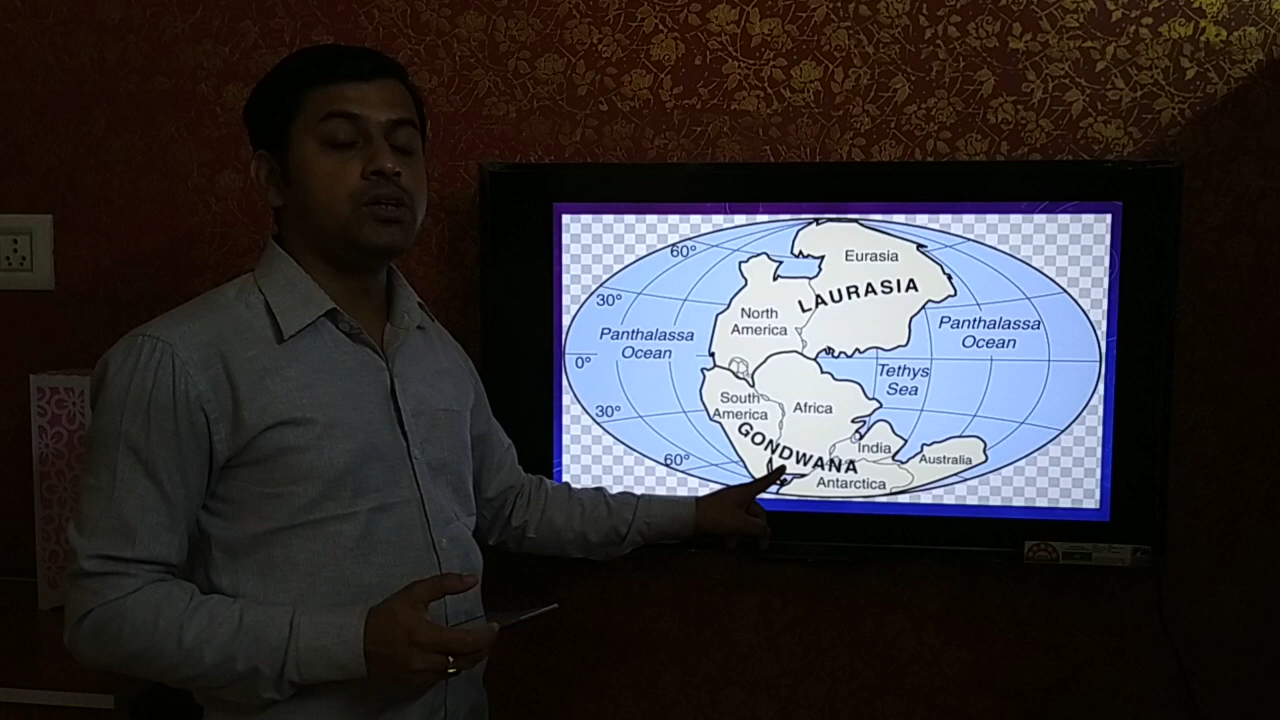 60°
Eurasia
LAURASIA
30°
North
America
Panthalassa
Ocean
Panthalassa
Ocean
0°
Tethys
Sea
South
America
Africa
30°
GONDWANA
India
Australia
60°
Antarctica